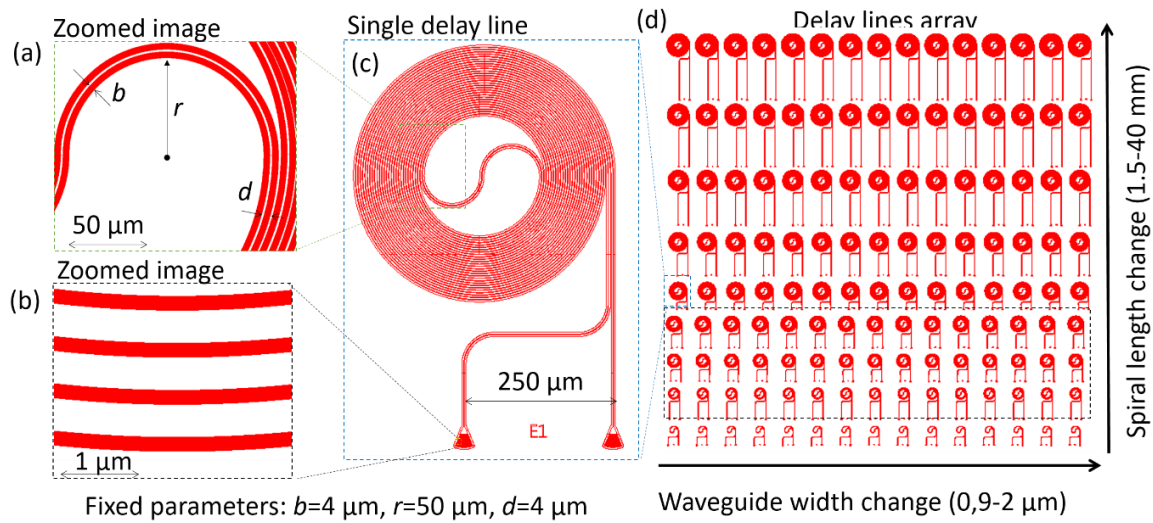 Zoomed image
(a)
b
r
d
50 μm
Zoomed image
(b)
1 μm
Single delay line
(c)
250 μm
E1
(d)
Delay lines array
Spiral length change (1.5-40 mm)
Waveguide width change (0,9-2 μm)
Fixed parameters: b=4 μm, r=50 μm, d=4 μm